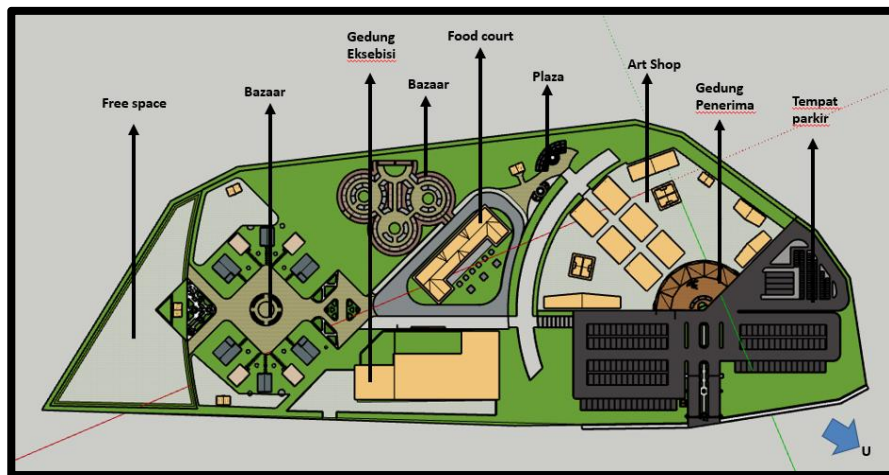 Free space
Bazaar
Gedung
Eksebisi
Bazaar
Food court
Plaza
Art Shop
Gedung
Penerima
Tempat
parkir
U